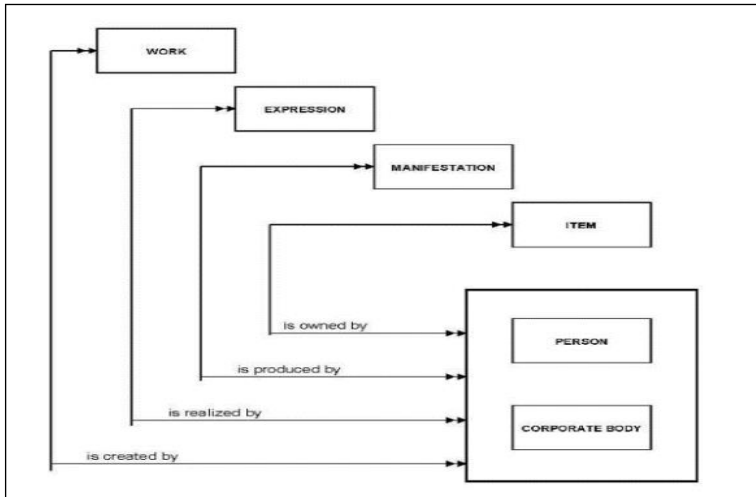 WORK
EXPRESSION
MANIFESTATION
ITEM
is owned by
PERSON
is produced by
is realized by
CORPORATE BODY
is created by